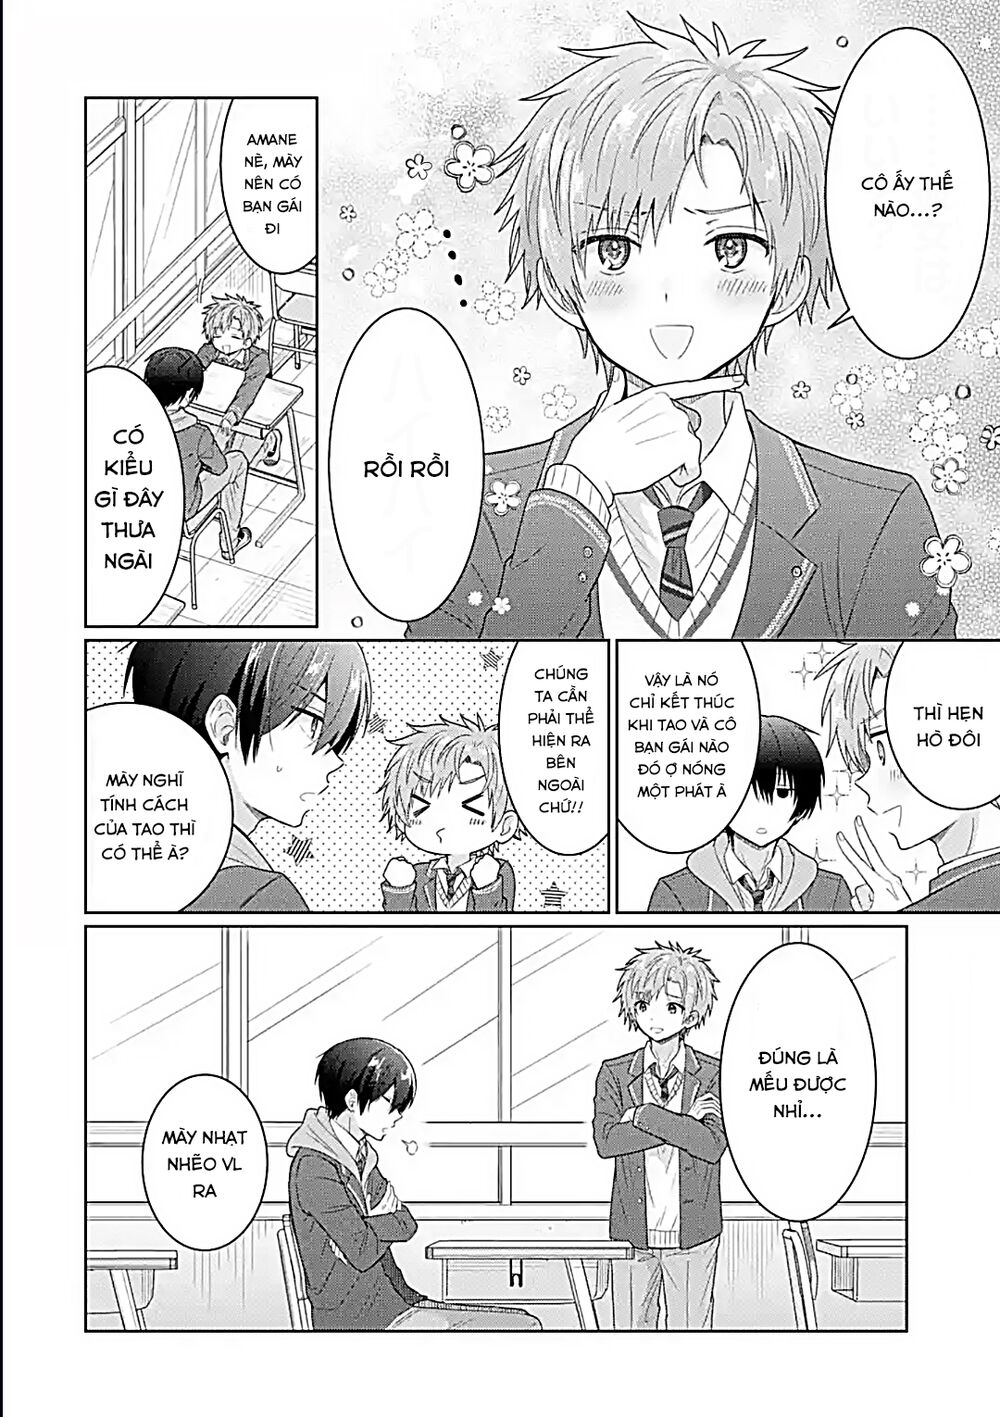 CÔ ẤY THẾ
NÀO...?
RỒI RỒI
AMANE
NÈ, MÀY
NÊN CÓ
BẠN GÁI
ĐI
CÓ
KIỂU
GÌ ĐÂY
THƯA
NGÀI
THÌ HẸN
HÒ ĐÔI
VẬY LÀ NÓ
CHỈ KẾT THÚC
KHI TAO VÀ CÔ
BẠN GÁI NÀO
ĐÓ Ợ NÓNG
MỘT PHÁT À
CHÚNG
TA CẦN
PHẢI THỂ
HIỆN RA
BÊN
NGOÀI
CHỨ!!
MÀY NGHĨ
TÍNH CÁCH
CỦA TAO THÌ
CÓ THỂ À?
ĐÚNG LÀ
MẾU ĐƯỢC
NHỈ...
MÀY NHẠT
NHẼO VL
RA